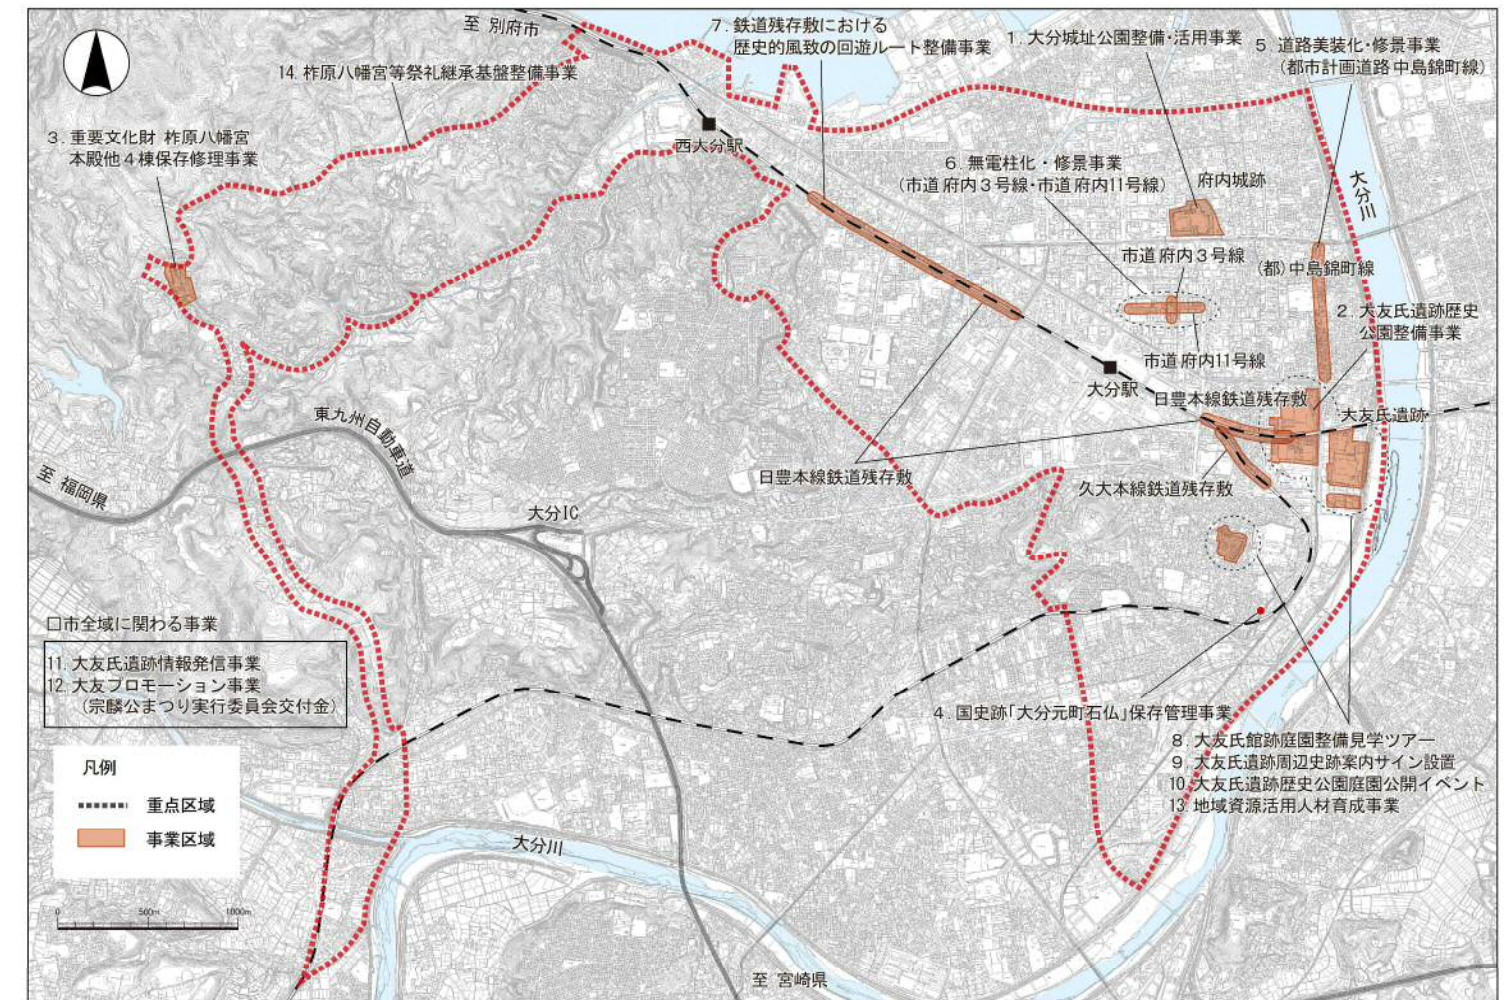 至 別府市
7. 鉄道残存敷における
歴史的風致の回遊ルート整備事業
1. 大分城址公園整備・活用事業
5. 道路美装化・修景事業
(都市計画道路 中島錦町線)
14. 柞原八幡宮等祭礼継承基盤整備事業
3. 重要文化財 柞原八幡宮
本殿他4棟保存修理事業
西大分駅
6. 無電柱化・修景事業
(市道 府内3号線・市道 府内11号線)
府内城跡
大分川
市道 府内3号線
(都) 中島錦町線
2. 大友氏遺跡歴史
公園整備事業
市道 府内11号線
大分駅
日豊本線鉄道残存敷
大友氏遺跡
東九州自動車道
至 福岡県
日豊本線鉄道残存敷
久大本線鉄道残存敷
大分IC
□市全域に関わる事業
11. 大友氏遺跡情報発信事業
12. 大友プロモーション事業
(宗麟公まつり実行委員会交付金)
4. 国史跡「大分元町石仏」保存管理事業
8. 大友氏館跡庭園整備見学ツアー
9. 大友氏遺跡周辺史跡案内サイン設置
10. 大友氏遺跡歴史公園庭園公開イベント
13. 地域資源活用人材育成事業
凡例
重点区域
事業区域
大分川
0 500m 1000m
至 宮崎県